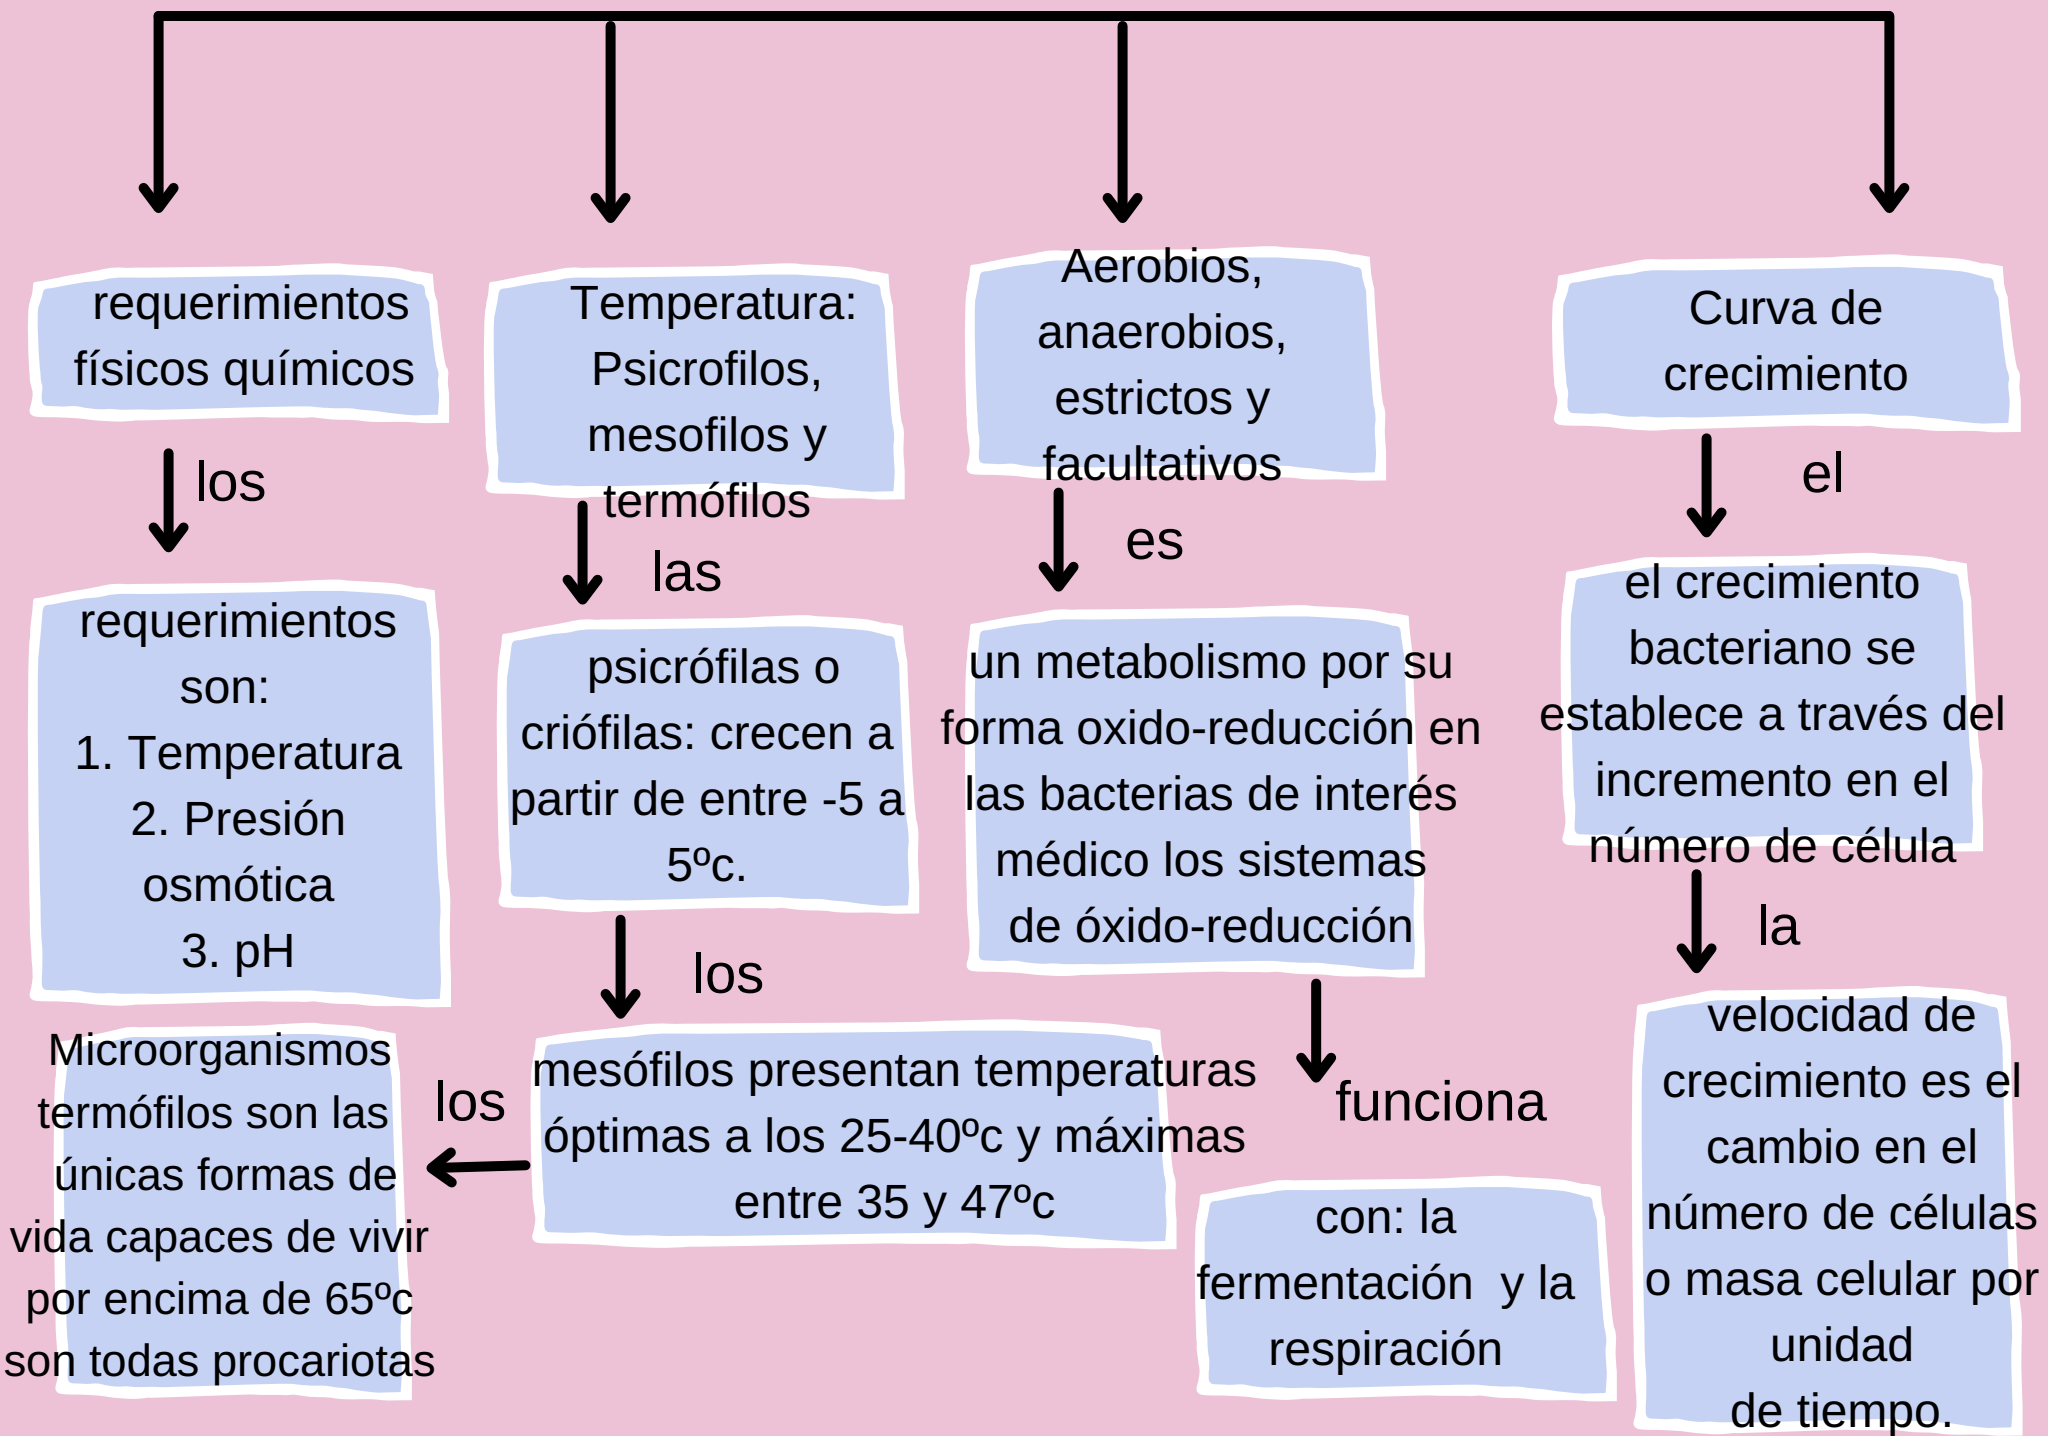 requerimientos
físicos químicos
los
requerimientos
son:
1. Temperatura
2. Presión
osmótica
3. pH
Temperatura:
Psicrofilos,
mesofilos y
termófilos
las
psicrófilas o
criófilas: crecen a
partir de entre -5 a
5ºc.
los
mesófilos presentan temperaturas
óptimas a los 25-40ºc y máximas
entre 35 y 47ºc
los
Microorganismos
termófilos son las
únicas formas de
vida capaces de vivir
por encima de 65ºc
son todas procariotas
Aerobios,
anaerobios,
estrictos y
facultativos
es
un metabolismo por su
forma oxido-reducción en
las bacterias de interés
médico los sistemas
de óxido-reducción
funciona
con: la
fermentación  y la
respiración
Curva de
crecimiento
el
el crecimiento
bacteriano se
establece a través del
incremento en el
número de célula
la
velocidad de
crecimiento es el
cambio en el
número de células
o masa celular por
unidad
de tiempo.